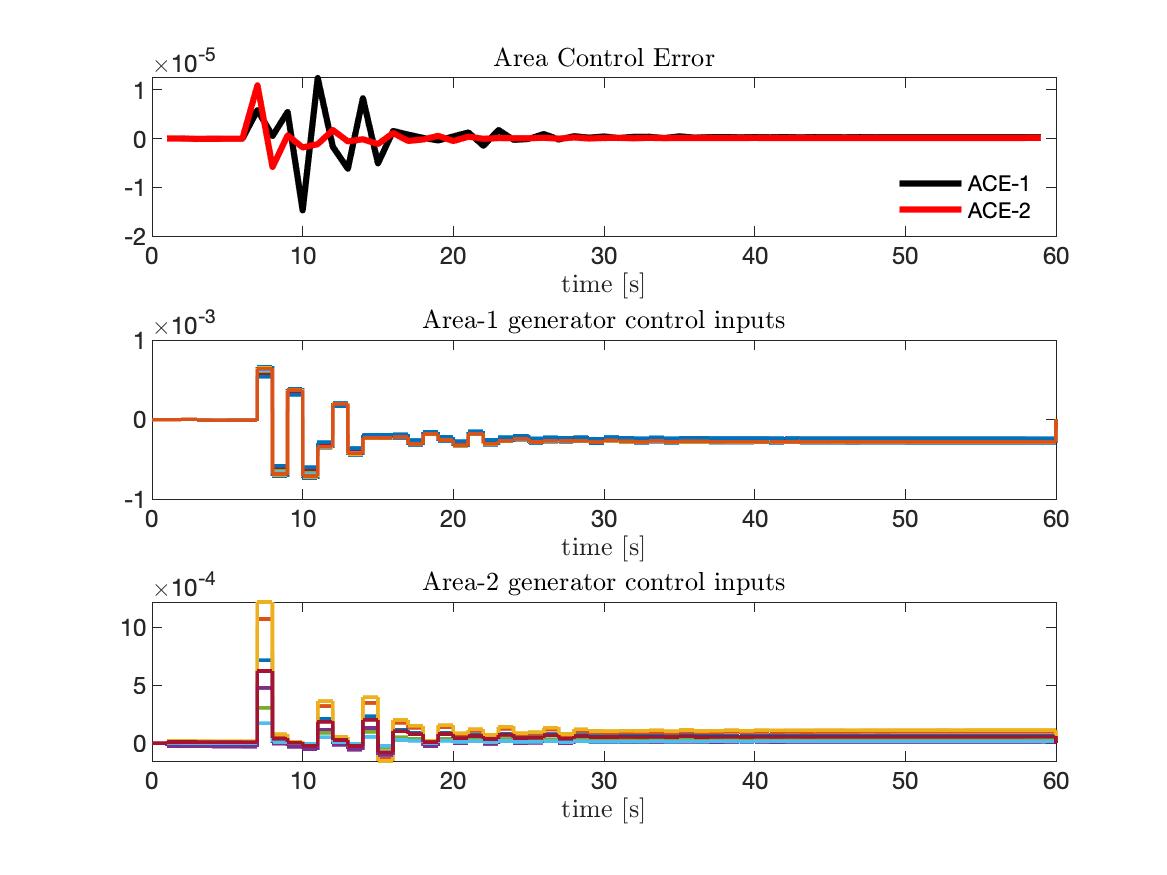 Area Control Error
×10-5
1
0
-1
-2
ACE-1
ACE-2
0 10 20 30 40 50 60
time [s]
Area-1 generator control inputs
×10-3
1
0
-1
0 10 20 30 40 50 60
time [s]
Area-2 generator control inputs
×10-4
10
5
0
0 10 20 30 40 50 60
time [s]